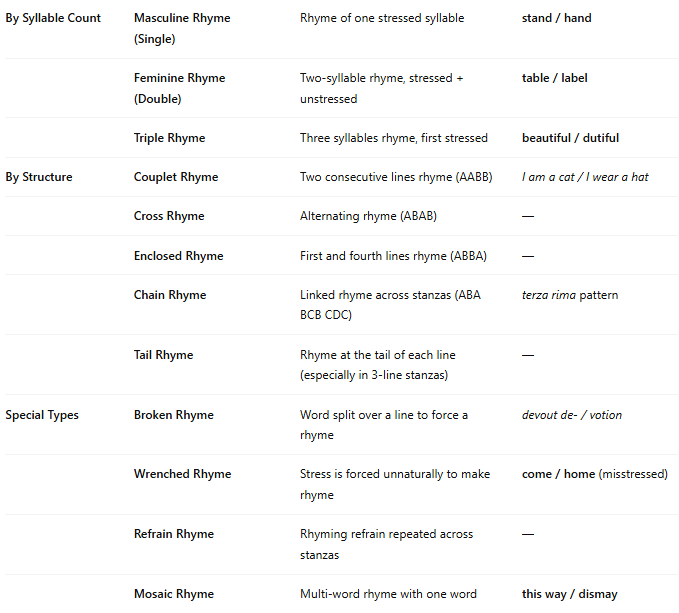 By Syllable Count Masculine Rhyme Rhyme of one stressed syllable stand / hand
(Single)
Feminine Rhyme Two-syllable rhyme, stressed + table / label
(Double) unstressed
Triple Rhyme Three syllables rhyme, first stressed beautiful / dutiful
By Structure Couplet Rhyme Two consecutive lines rhyme (AABB) I am a cat / I wear a hat
Cross Rhyme Alternating rhyme (ABAB) —
Enclosed Rhyme First and fourth lines rhyme (ABBA) —
Chain Rhyme Linked rhyme across stanzas (ABA terza rima pattern
BCB CDC)
Tail Rhyme Rhyme at the tail of each line —
(especially in 3-line stanzas)
Special Types Broken Rhyme Word split over a line to force a devout de- / votion
rhyme
Wrenched Rhyme Stress is forced unnaturally to make come / home (misstressed)
rhyme
Refrain Rhyme Rhyming refrain repeated across —
stanzas
Mosaic Rhyme Multi-word rhyme with one word this way / dismay